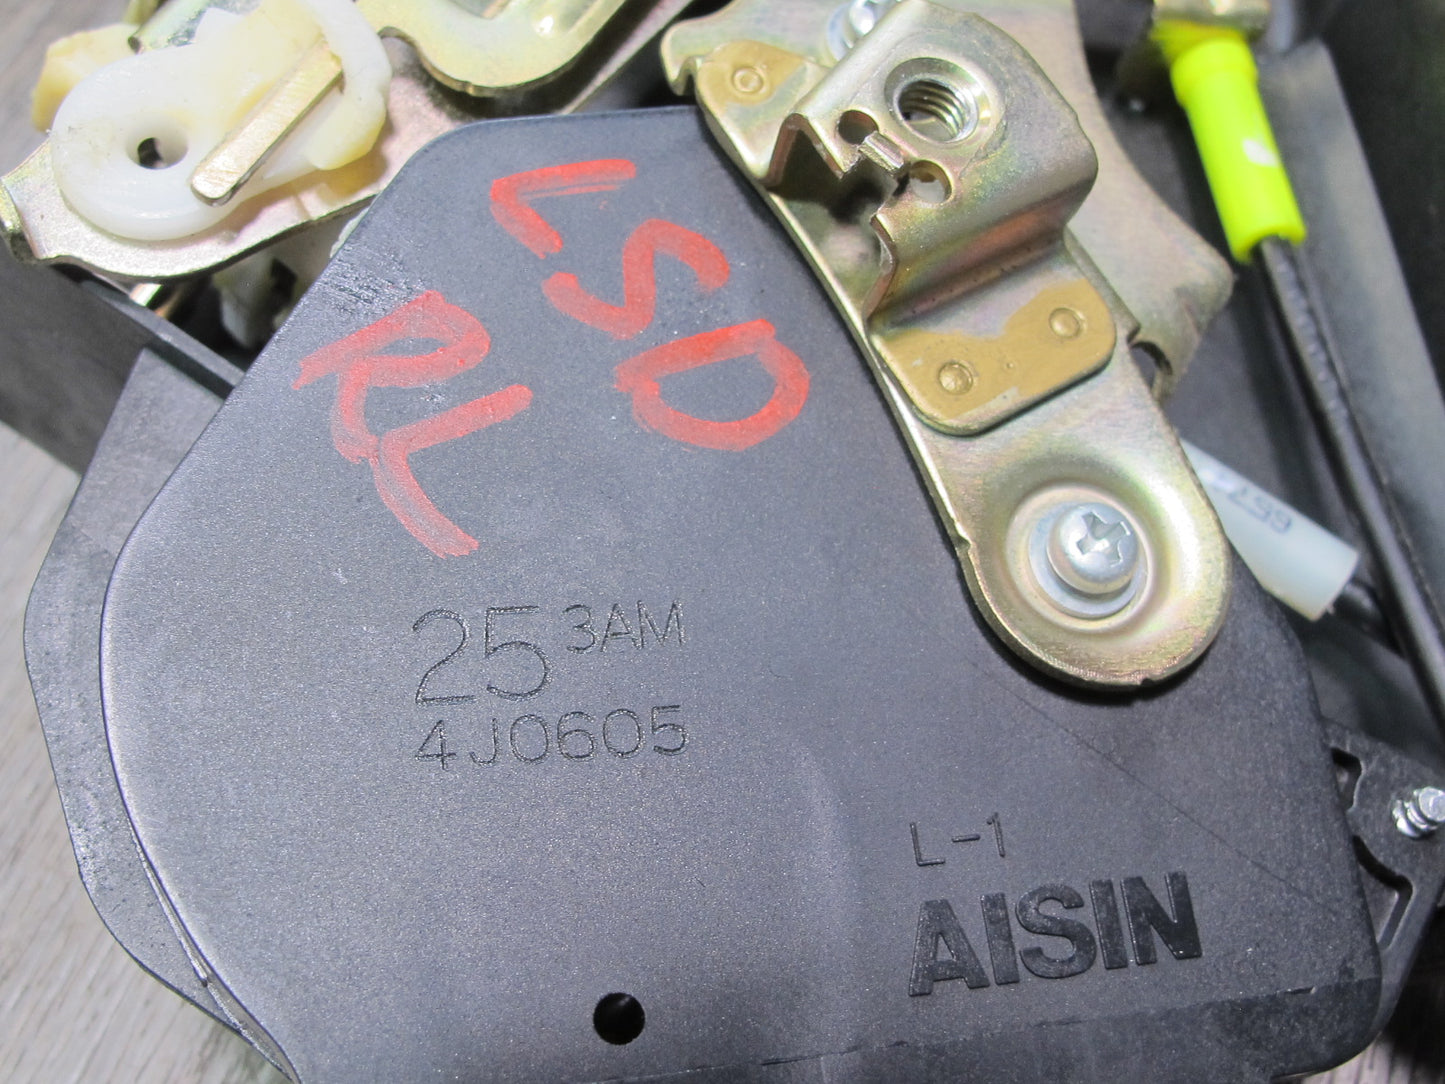 LSD
RL
25 3AM
4J0605
L-1
AISIN